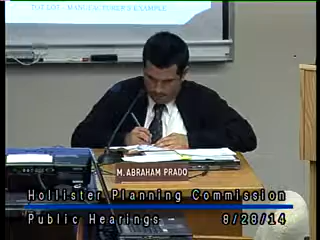 TOT LOT - MANUFACTURER'S EXAMPLE
M. ABRAHAM PRADO
Hollister Planning Commission
Public Hearings 8/28/14